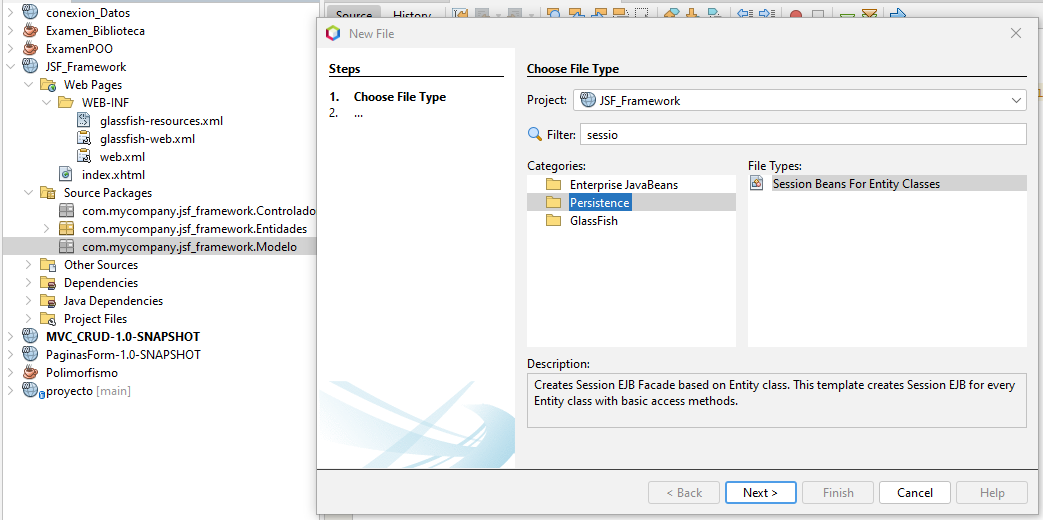 conexion_Datos
Examen_Biblioteca
ExamenPOO
JSF_Framework
Web Pages
WEB-INF
glassfish-resources.xml
glassfish-web.xml
web.xml
index.xhtml
Source Packages
com.mycompany.jsf_framework.Controlado
com.mycompany.jsf_framework.Entidades
com.mycompany.jsf_framework.Modelo
Other Sources
Dependencies
Java Dependencies
Project Files
MVC_CRUD-1.0-SNAPSHOT
PaginasForm-1.0-SNAPSHOT
Polimorfismo
proyecto [main]
Source History
New File
Steps
1. Choose File Type
2. ...
Choose File Type
Project: JSF_Framework
Filter: sessio
Categories:
Enterprise JavaBeans
Persistence
GlassFish
File Types:
Session Beans For Entity Classes
Description:
Creates Session EJB Facade based on Entity class. This template creates Session EJB for every
Entity class with basic access methods.
< Back Next > Finish Cancel Help